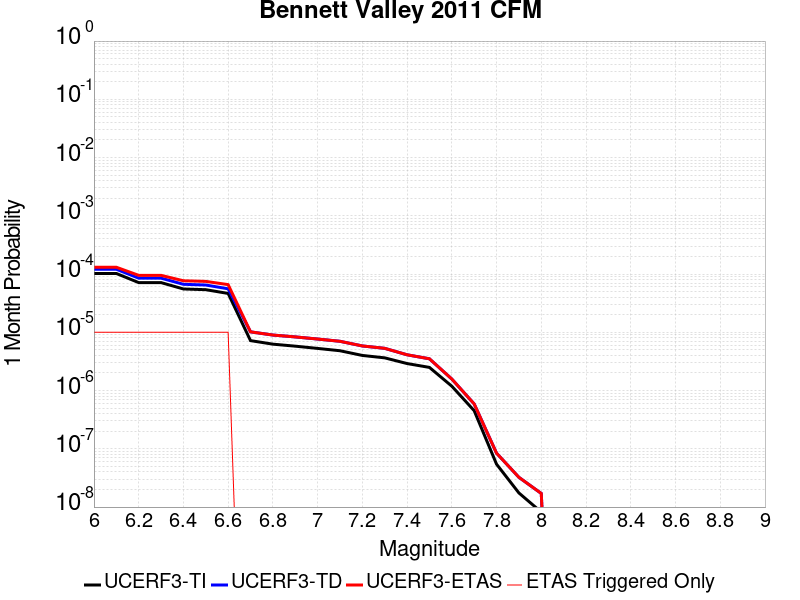 Bennett Valley 2011 CFM
10^0
10^-1
10^-2
10^-3
10^-4
10^-5
10^-6
10^-7
10^-8
1 Month Probability
6 6.2 6.4 6.6 6.8 7 7.2 7.4 7.6 7.8 8 8.2 8.4 8.6 8.8 9
Magnitude
UCERF3-TI UCERF3-TD UCERF3-ETAS ETAS Triggered Only